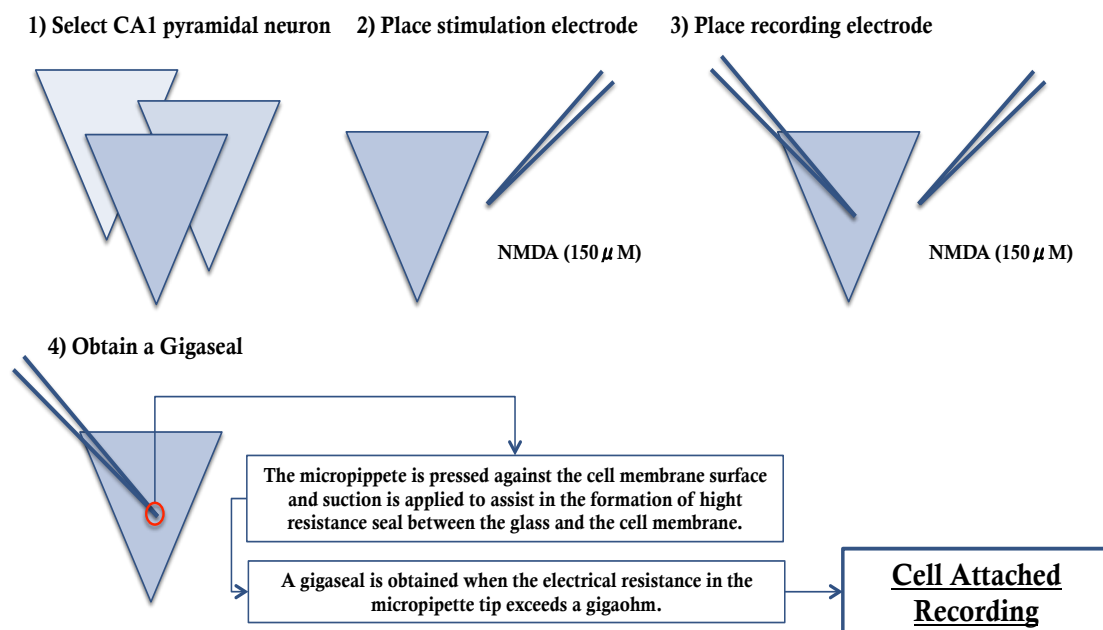 1) Select CA1 pyramidal neuron
2) Place stimulation electrode
3) Place recording electrode
NMDA (150 μ M)
NMDA (150 μ M)
4) Obtain a Gigaseal
The micropippete is pressed against the cell membrane surface
and suction is applied to assist in the formation of hight
resistance seal between the glass and the cell membrane.
A gigaseal is obtained when the electrical resistance in the
micropipette tip exceeds a gigaohm.
Cell Attached
Recording